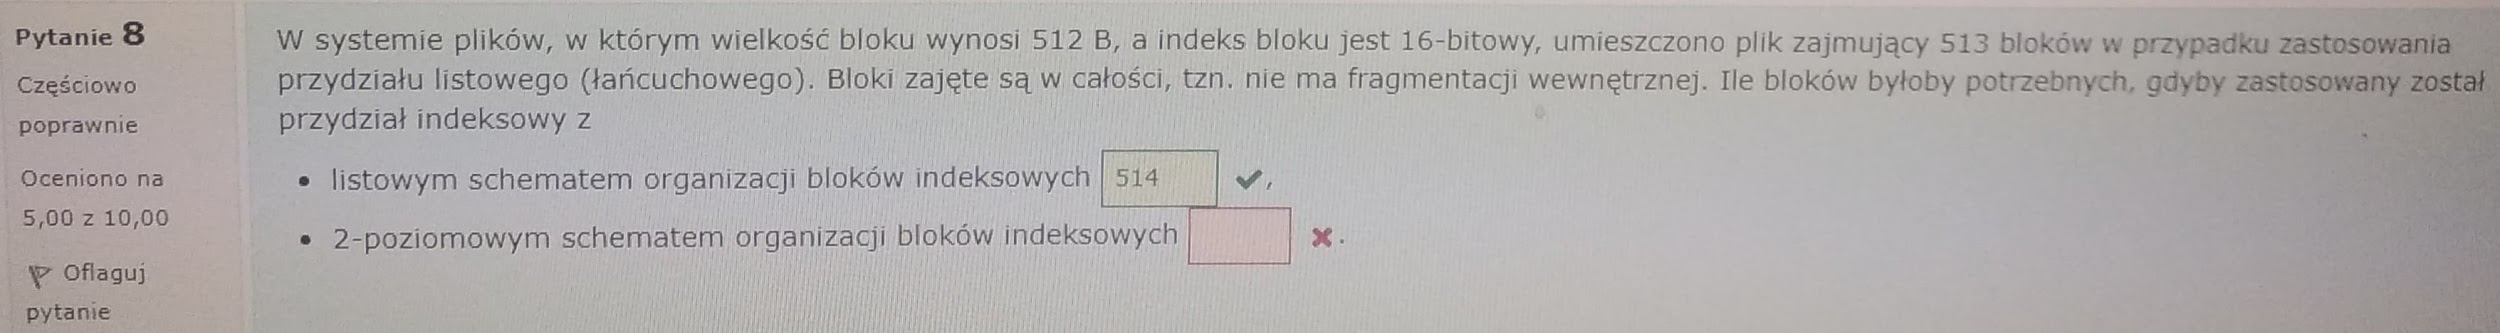 Pytanie 8
Częściowo
poprawnie
Oceniono na
5,00 z 10,00
Oflaguj
pytanie
W systemie plików, w którym wielkość bloku wynosi 512 B, a indeks bloku jest 16-bitowy, umieszczono plik zajmujący 513 bloków w przypadku zastosowania
przydziału listowego (łańcuchowego). Bloki zajęte są w całości, tzn. nie ma fragmentacji wewnętrznej. Ile bloków byłoby potrzebnych, gdyby zastosowany został
przydział indeksowy z
• listowym schematem organizacji bloków indeksowych 514 ✔,
• 2-poziomowym schematem organizacji bloków indeksowych ✖.